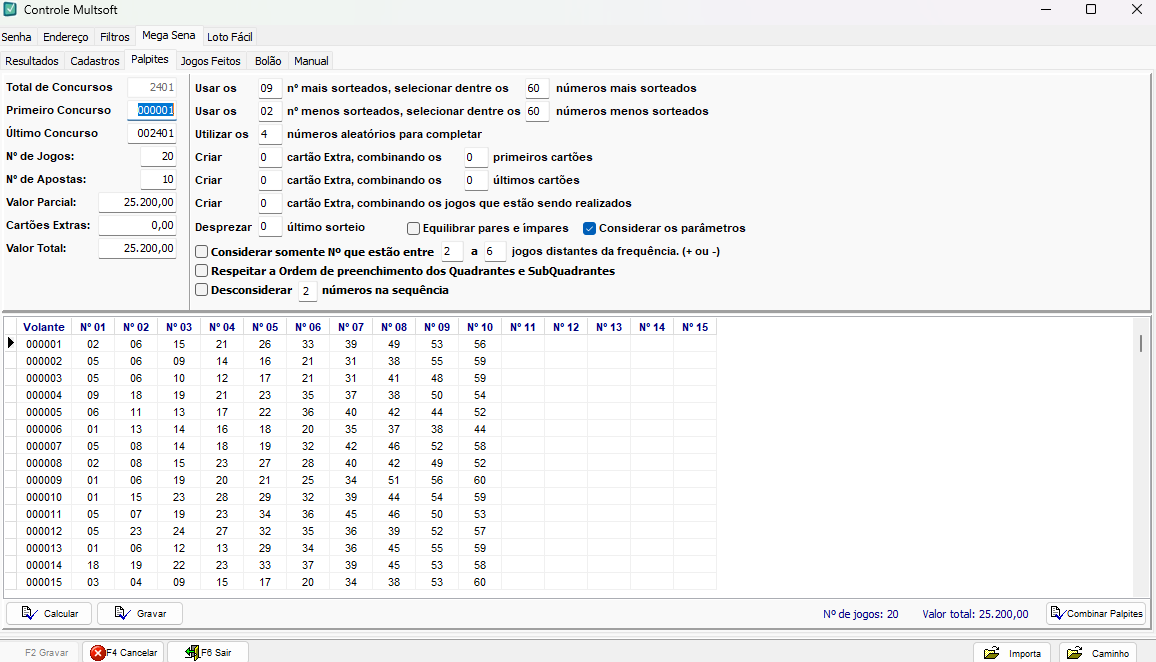 Controle Multsoft
Senha Endereço Filtros Mega Sena Loto Fácil
Resultados Cadastros Palpites Jogos Feitos Bolão Manual
Total de Concursos 2401
Primeiro Concurso 000001
Último Concurso 002401
Nº de Jogos: 20
Nº de Apostas: 10
Valor Parcial: 25.200,00
Cartões Extras: 0,00
Valor Total: 25.200,00
Usar os 09 nº mais sorteados, selecionar dentre os 60 números mais sorteados
Usar os 02 nº menos sorteados, selecionar dentre os 60 números menos sorteados
Utilizar os 4 números aleatórios para completar
Criar 0 cartão Extra, combinando os 0 primeiros cartões
Criar 0 cartão Extra, combinando os 0 últimos cartões
Criar 0 cartão Extra, combinando os jogos que estão sendo realizados
Desprezar 0 último sorteio Equilibrar pares e ímpares Considerar os parâmetros
Considerar somente Nº que estão entre 2 a 6 jogos distantes da frequência. (+ ou -)
Respeitar a Ordem de preenchimento dos Quadrantes e SubQuadrantes
Desconsiderar 2 números na sequência
Volante Nº 01 Nº 02 Nº 03 Nº 04 Nº 05 Nº 06 Nº 07 Nº 08 Nº 09 Nº 10 Nº 11 Nº 12 Nº 13 Nº 14 Nº 15
000001 02 06 15 21 26 33 39 49 53 56
000002 05 06 09 14 16 21 31 38 55 59
000003 05 06 10 12 17 21 31 41 48 59
000004 09 18 19 21 23 35 37 38 50 54
000005 06 11 13 17 22 36 40 42 44 52
000006 01 13 14 16 18 20 35 37 38 44
000007 05 08 14 18 19 32 42 46 52 58
000008 02 08 15 23 27 28 40 42 49 52
000009 01 06 19 20 21 25 34 51 56 60
000010 01 15 23 28 29 32 39 44 54 59
000011 05 07 19 23 34 36 45 46 50 53
000012 05 23 24 27 32 35 36 39 52 57
000013 01 06 12 13 29 34 36 45 55 59
000014 18 19 22 23 33 37 39 45 53 58
000015 03 04 09 15 17 20 34 38 53 60
Calcular Gravar Nº de jogos: 20 Valor total: 25.200,00 Combinar Palpites
F2 Gravar F4 Cancelar F6 Sair Importa Caminho